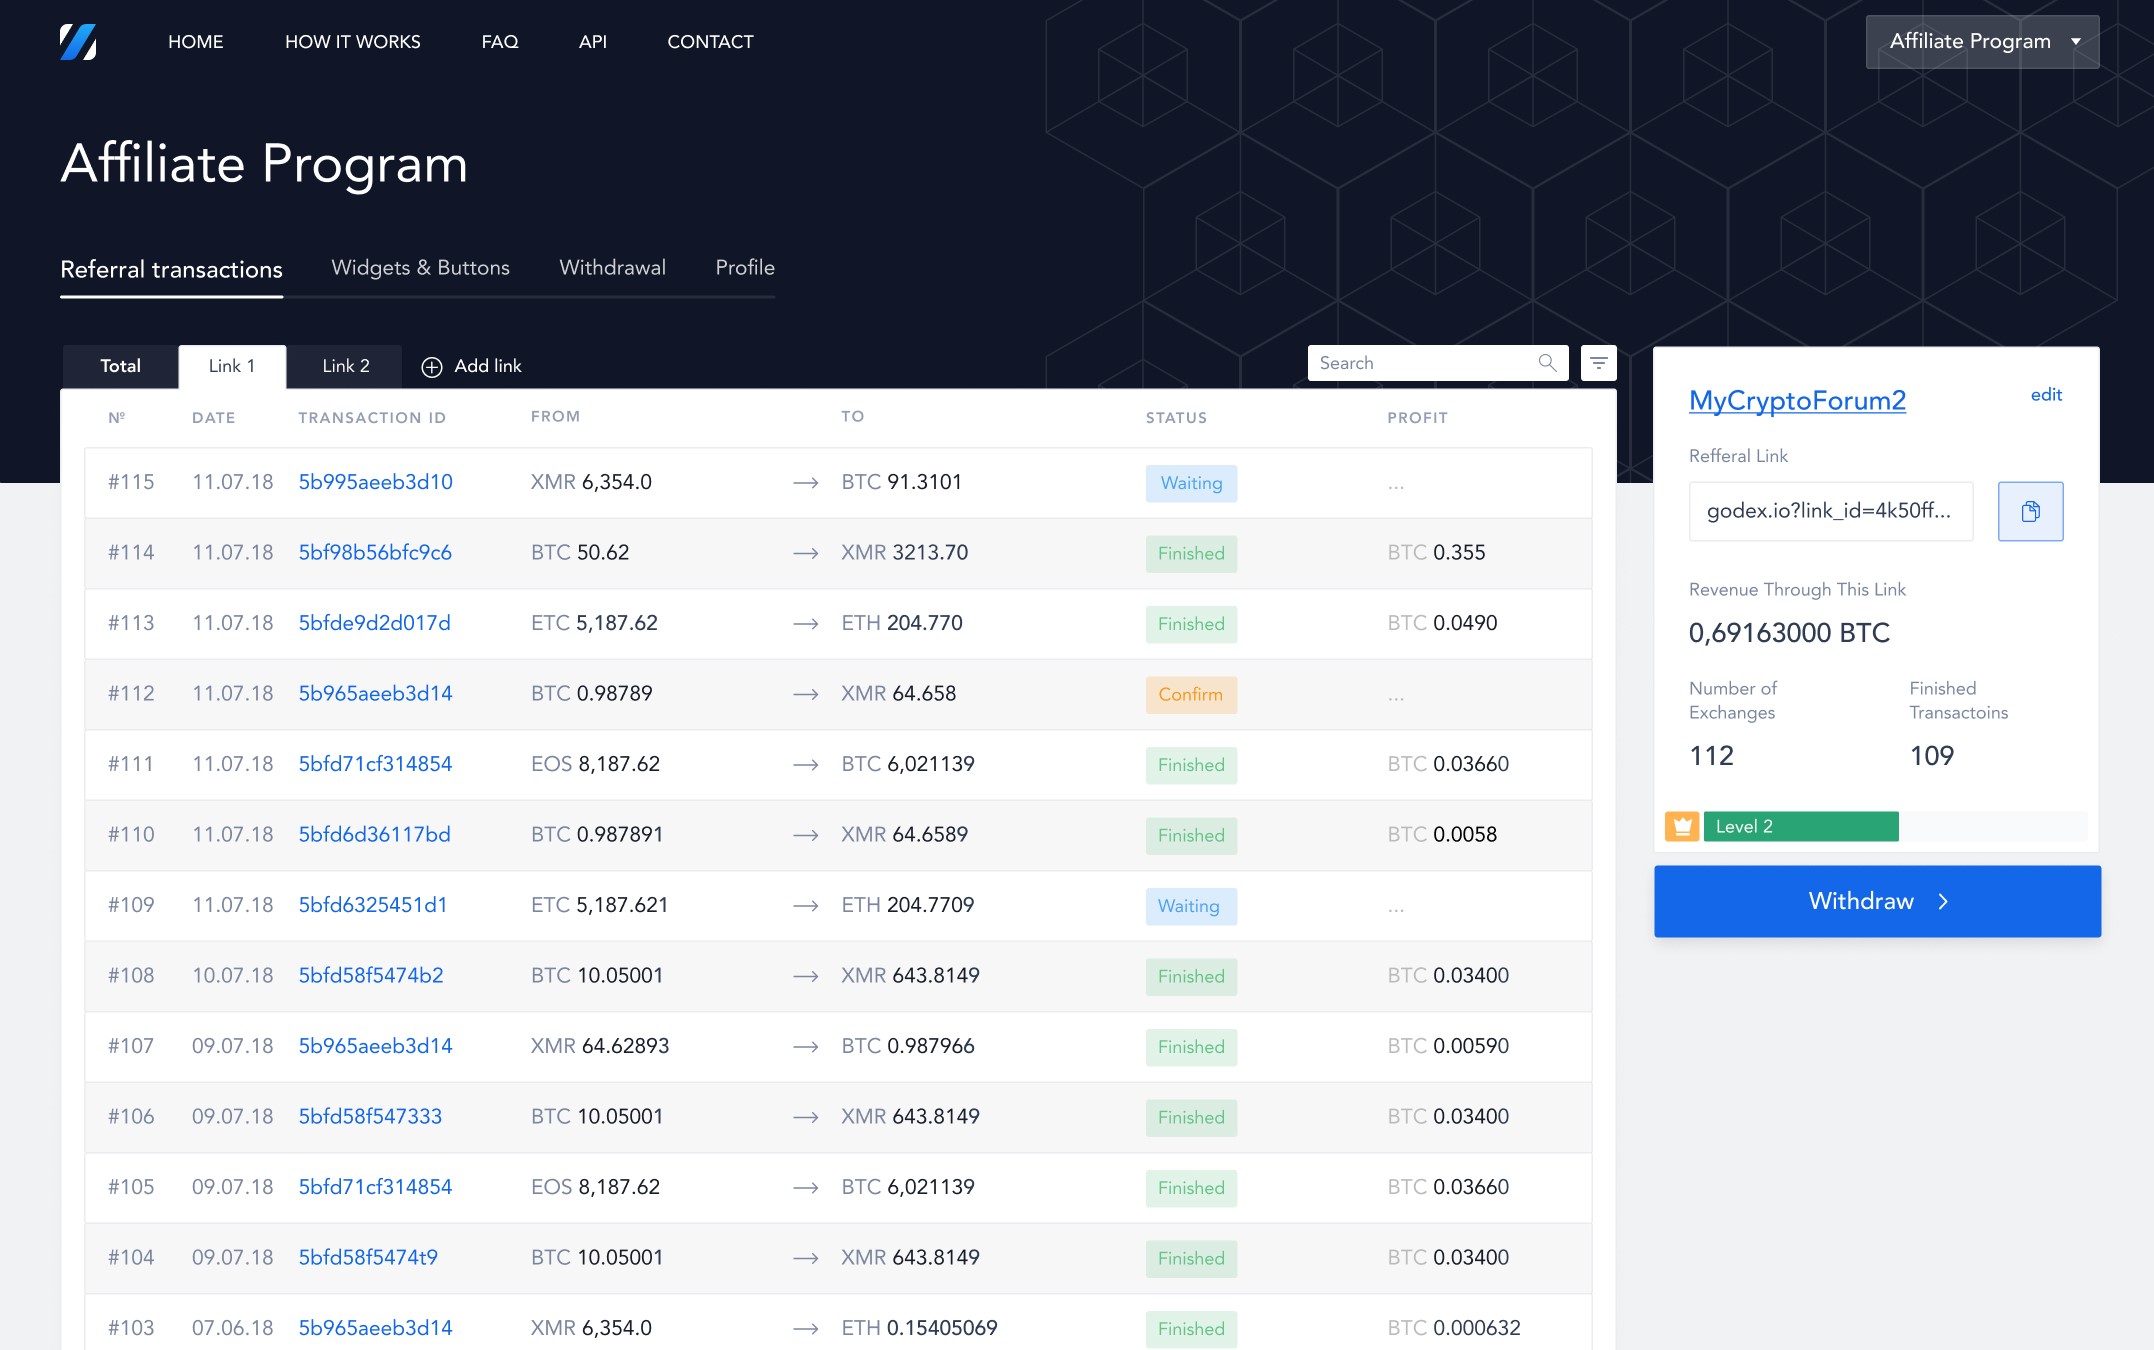 HOME HOW IT WORKS FAQ API CONTACT Affiliate Program
Affiliate Program
Referral transactions Widgets & Buttons Withdrawal Profile
Total Link 1 Link 2 Add link Search
№ DATE TRANSACTION ID FROM TO STATUS PROFIT
#115 11.07.18 5b995aeeb3d10 XMR 6,354.0 → BTC 91.3101 Waiting ...
#114 11.07.18 5bf98b56bfc9c6 BTC 50.62 → XMR 3213.70 Finished BTC 0.355
#113 11.07.18 5bfde9d2d017d ETC 5,187.62 → ETH 204.770 Finished BTC 0.0490
#112 11.07.18 5b965aeeb3d14 BTC 0.98789 → XMR 64.658 Confirm ...
#111 11.07.18 5bfd71cf314854 EOS 8,187.62 → BTC 6,021139 Finished BTC 0.03660
#110 11.07.18 5bfd6d36117bd BTC 0.987891 → XMR 64.6589 Finished BTC 0.0058
#109 11.07.18 5bfd6325451d1 ETC 5,187.621 → ETH 204.7709 Waiting ...
#108 10.07.18 5bfd58f5474b2 BTC 10.05001 → XMR 643.8149 Finished BTC 0.03400
#107 09.07.18 5b965aeeb3d14 XMR 64.62893 → BTC 0.987966 Finished BTC 0.00590
#106 09.07.18 5bfd58f547333 BTC 10.05001 → XMR 643.8149 Finished BTC 0.03400
#105 09.07.18 5bfd71cf314854 EOS 8,187.62 → BTC 6,021139 Finished BTC 0.03660
#104 09.07.18 5bfd58f5474t9 BTC 10.05001 → XMR 643.8149 Finished BTC 0.03400
#103 07.06.18 5b965aeeb3d14 XMR 6,354.0 → ETH 0.15405069 Finished BTC 0.000632
MyCryptoForum2 edit
Refferal Link
godex.io?link_id=4k50ff...
Revenue Through This Link
0,69163000 BTC
Number of
Exchanges
112
Finished
Transactoins
109
Level 2
Withdraw